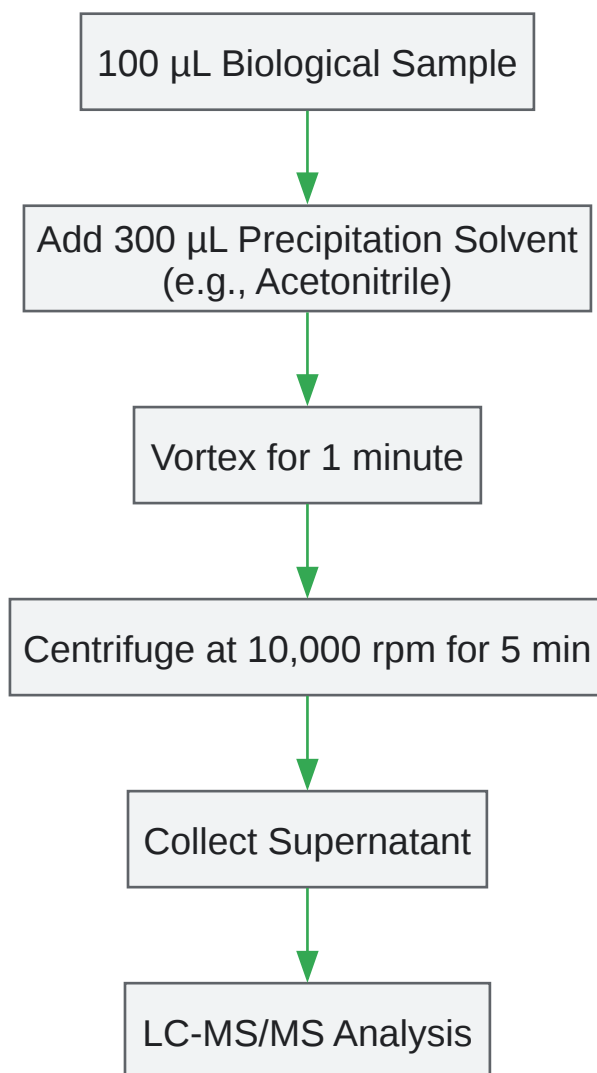 100 µL Biological Sample
Add 300 µL Precipitation Solvent
(e.g., Acetonitrile)
Vortex for 1 minute
Centrifuge at 10,000 rpm for 5 min
Collect Supernatant
LC-MS/MS Analysis